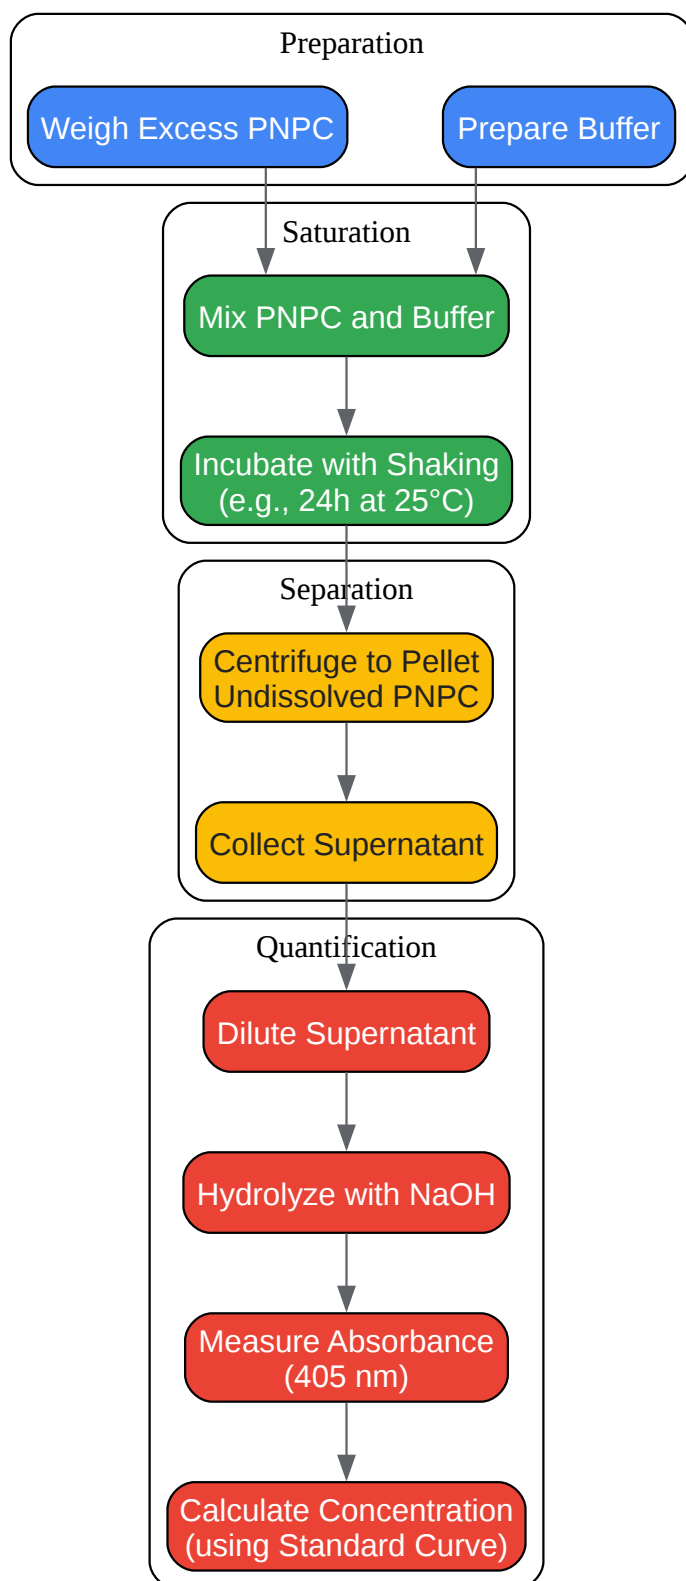 Preparation
Weigh Excess PNPC
Prepare Buffer
Saturation
Mix PNPC and Buffer
Incubate with Shaking
(e.g., 24h at 25°C)
Separation
Centrifuge to Pellet
Undissolved PNPC
Collect Supernatant
Quantification
Dilute Supernatant
Hydrolyze with NaOH
Measure Absorbance
(405 nm)
Calculate Concentration
(using Standard Curve)